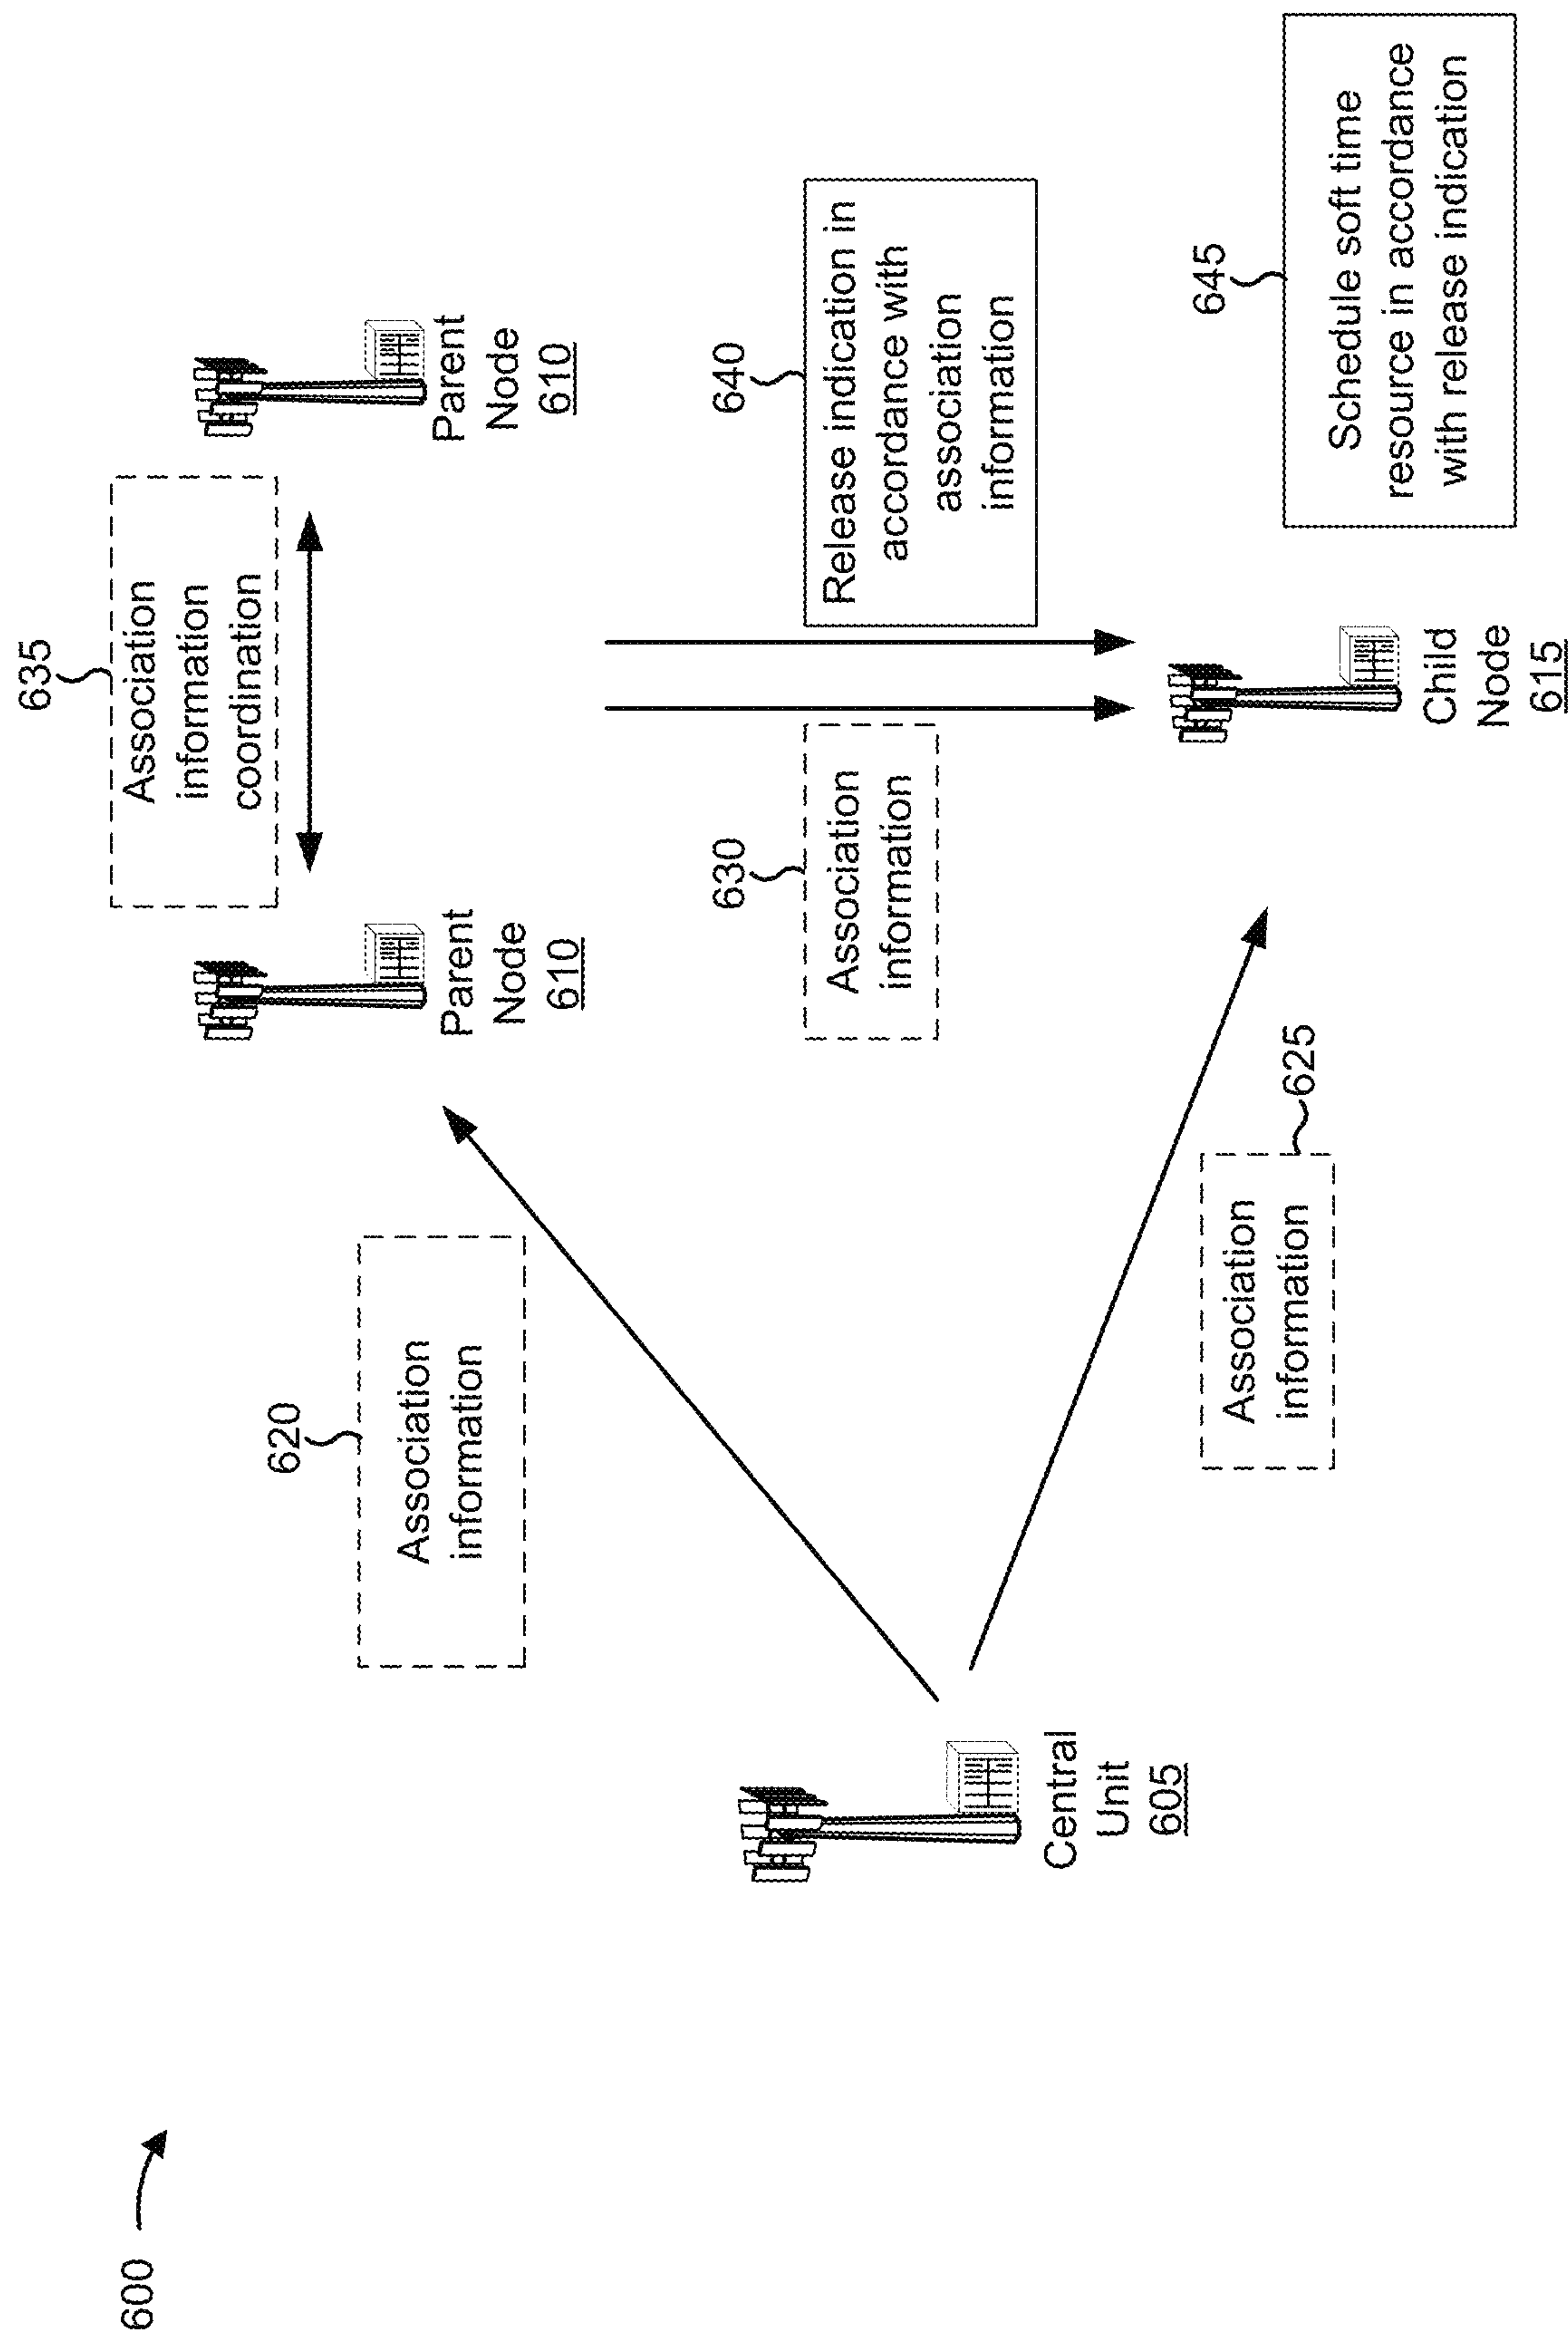 600
635
Association
information
coordination
Parent
Node
610
Parent
Node
610
620
Association
information
630
Association
information
640
Release indication in
accordance with
association
information
Central
Unit
605
Association
information
625
Child
Node
615
645
Schedule soft time
resource in accordance
with release indication